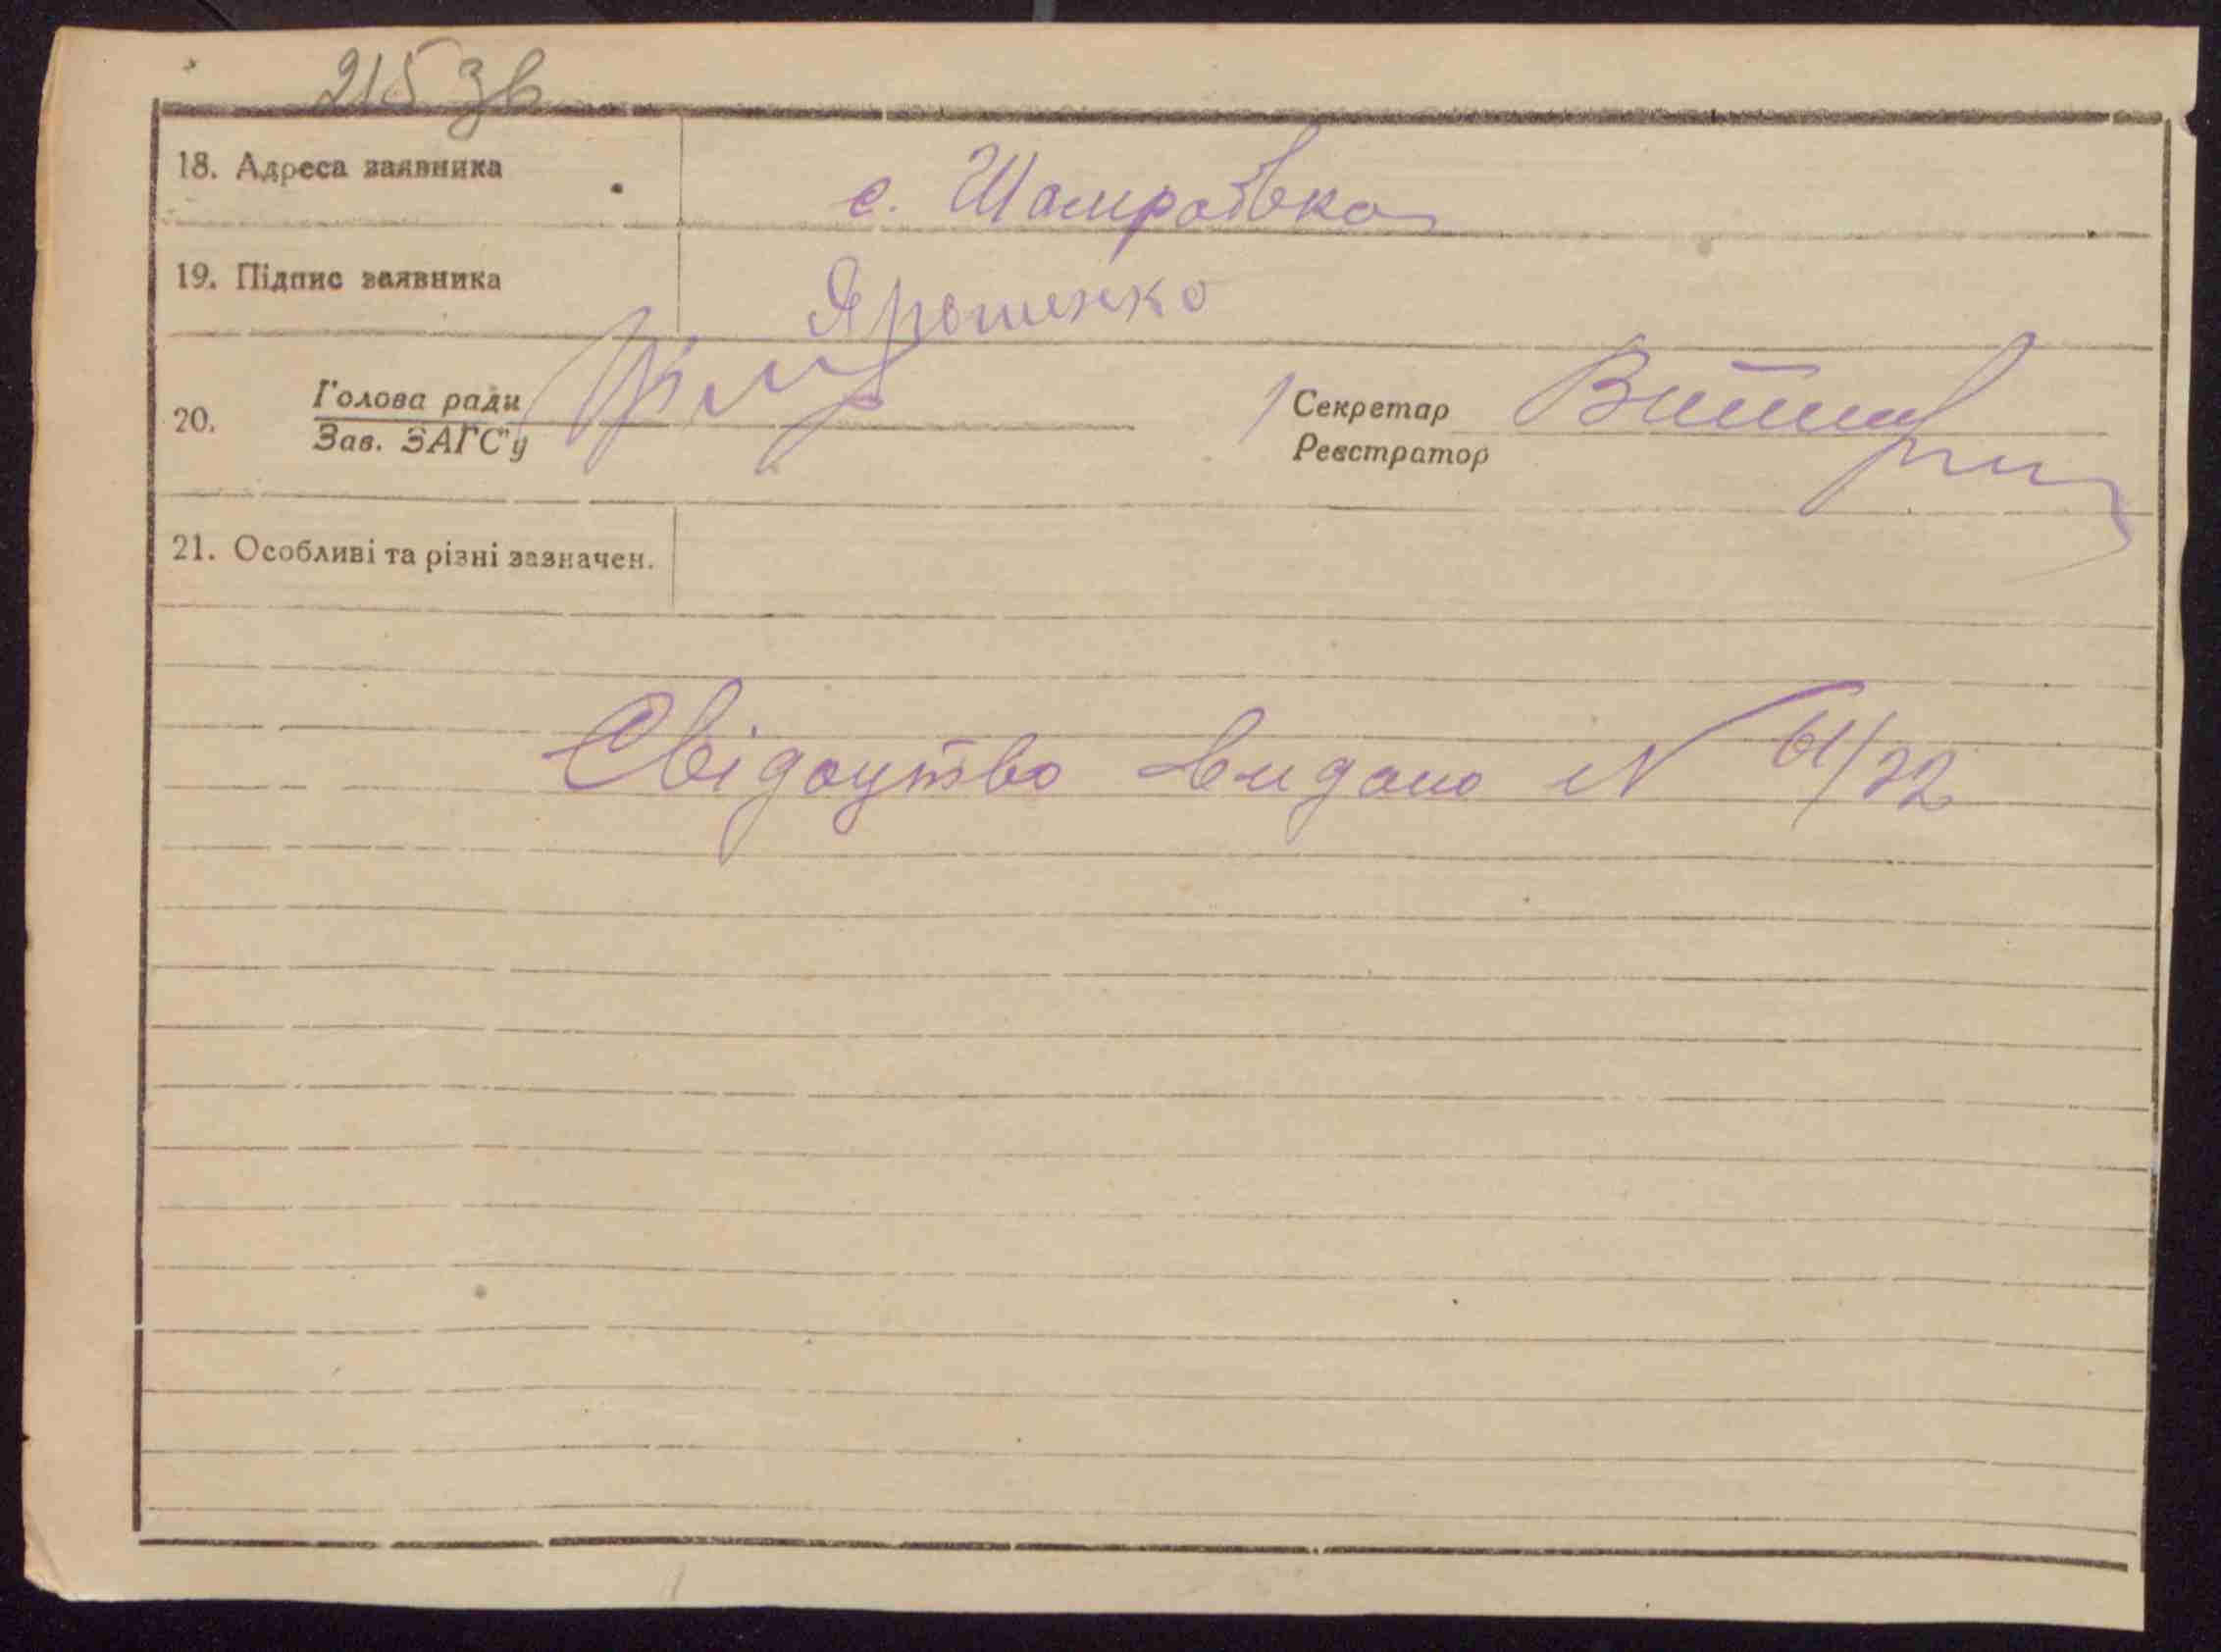 215 зв
18. Адреса заявника с. Шамраївка
19. Підпис заявника Ярошенко
20. Голова ради Секретар
Зав. ЗАГС'у Реєстратор
21. Особливі та різні зазначен.
Свідоцтво видано N 61/32